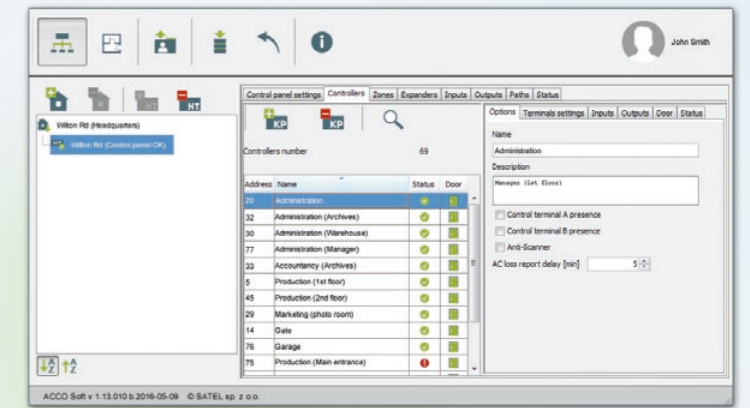 John Smith
HT
HT
Wilton Rd (Headquarters)
HT
Wilton Rd (Control panel OK)
Control panel settings Controllers Zones Expanders Inputs Outputs Paths Status
KP
KP
Controllers number 69
Address Name Status Door
20 Administration
32 Administration (Archives)
30 Administration (Warehouse)
77 Administration (Manager)
33 Accountancy (Archives)
5 Production (1st floor)
45 Production (2nd floor)
29 Marketing (photo room)
14 Gate
76 Garage
75 Production (Main entrance)
Options Terminals settings Inputs Outputs Door Status
Name
Administration
Description
Manager (1st floor)
Control terminal A presence
Control terminal B presence
Anti-Scanner
AC loss report delay [min] 5
A Z
A Z
ACCO Soft v 1.13.010 b.2016-05-09 © SATEL sp. z o.o.